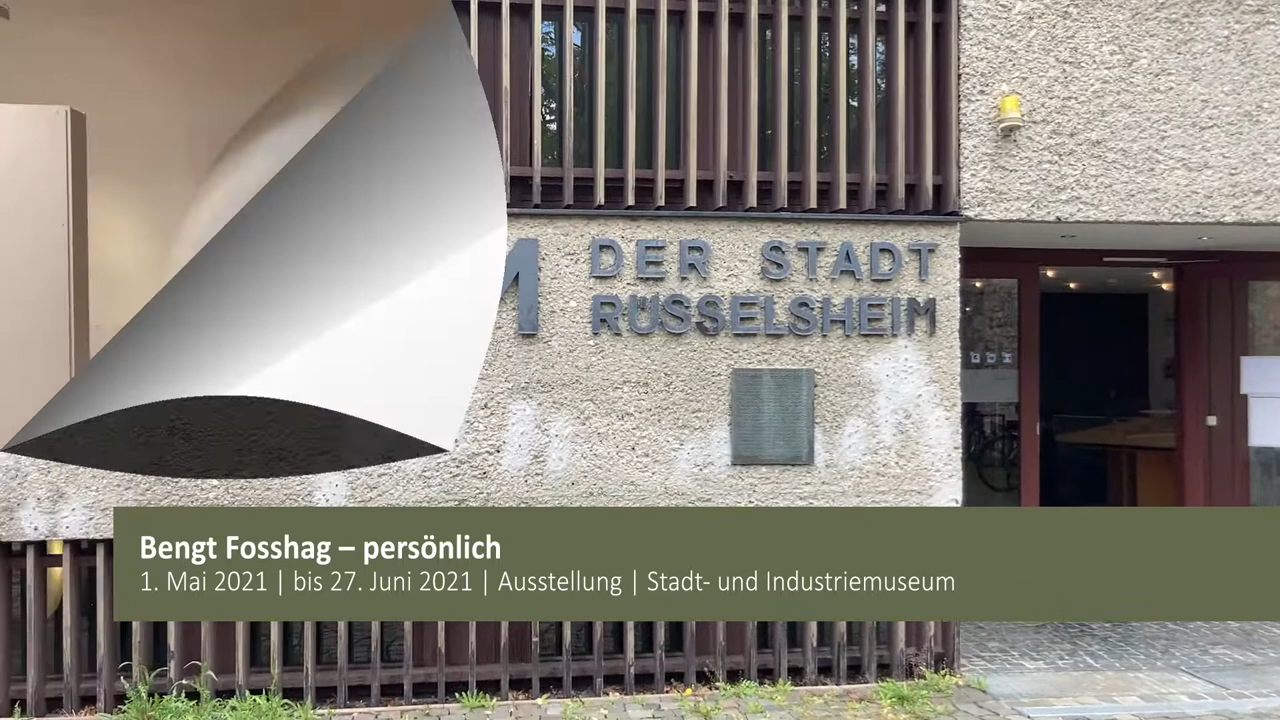 M DER STADT
RÜSSELSHEIM
Bengt Fosshag – persönlich
1. Mai 2021 | bis 27. Juni 2021 | Ausstellung | Stadt- und Industriemuseum